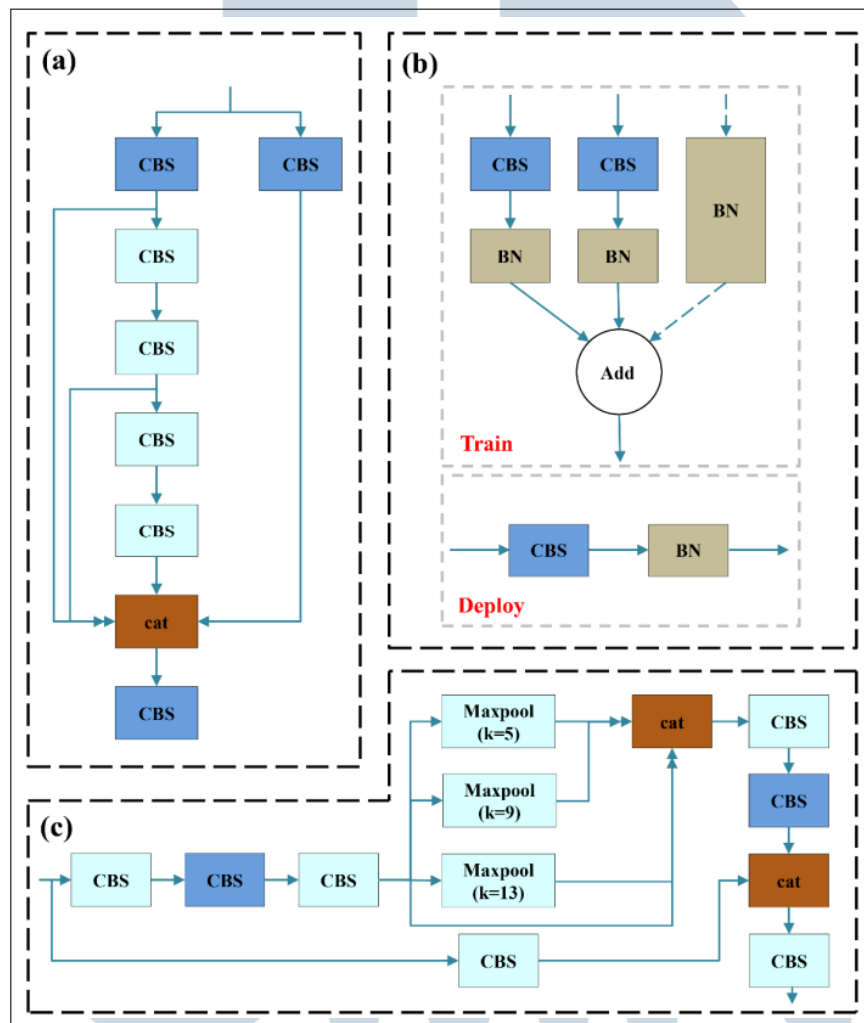 (a)
CBS
CBS
CBS
CBS
CBS
CBS
cat
CBS
(b)
CBS
CBS
BN
BN
BN
Add
Train
CBS
BN
Deploy
(c)
Maxpool
(k=5)
cat
CBS
Maxpool
(k=9)
CBS
CBS
CBS
CBS
Maxpool
(k=13)
cat
CBS
CBS